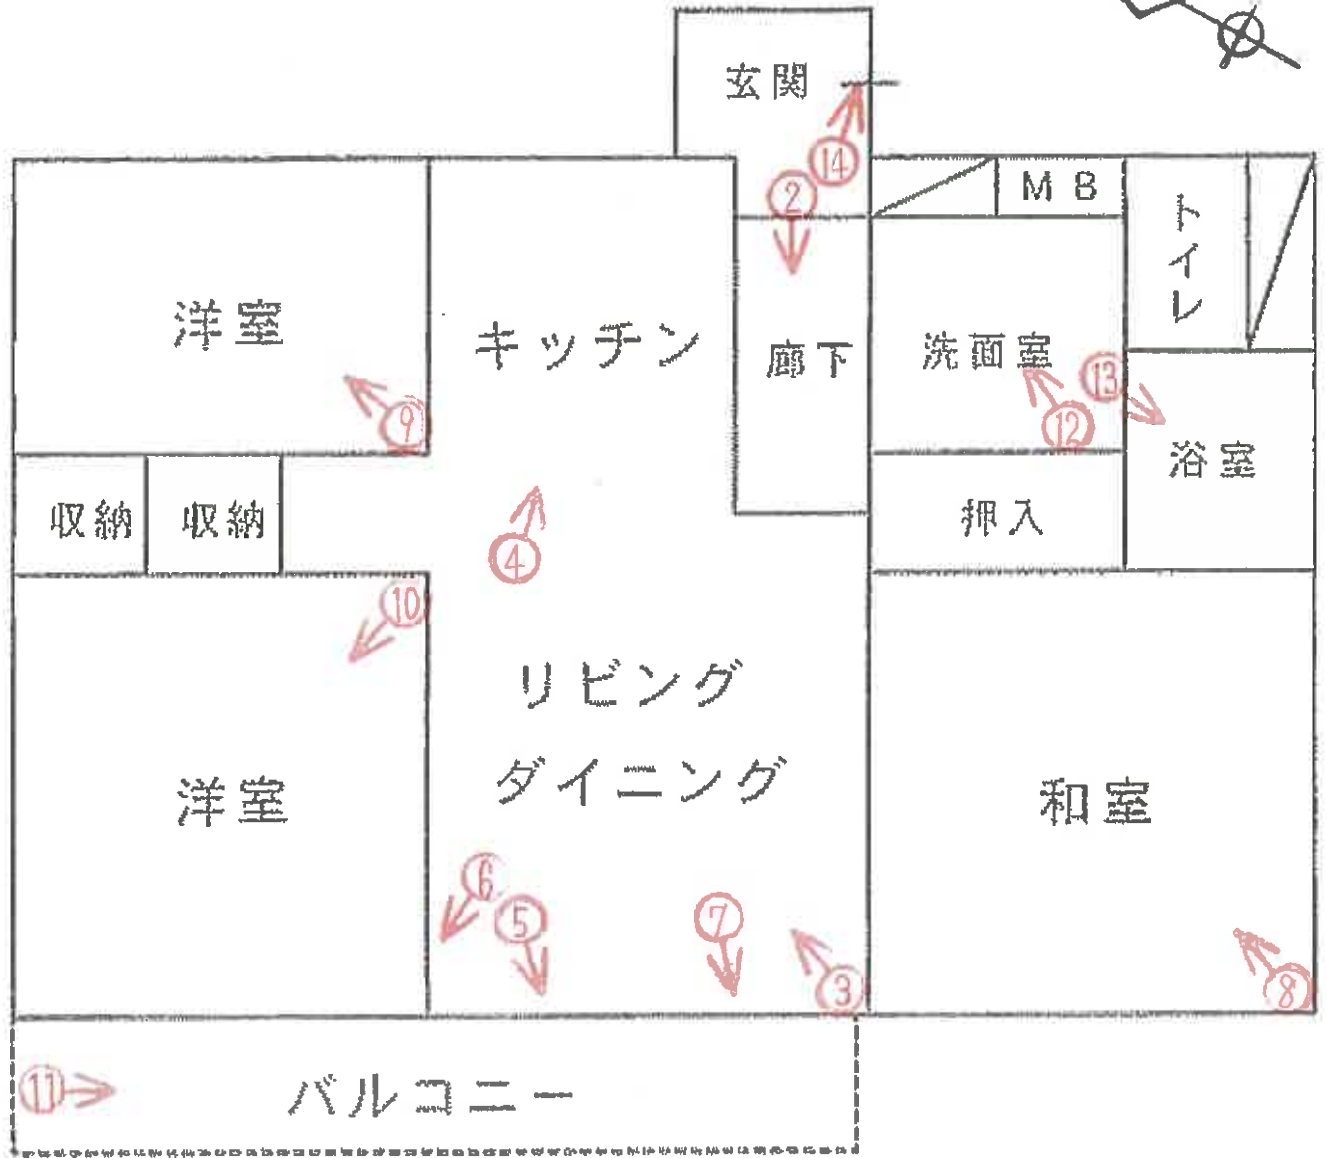 玄関
⑭
②
MB
トイレ
洋室
キッチン
廊下
洗面室
⑬
⑨
⑫
浴室
収納
収納
④
押入
⑩
リビング
ダイニング
洋室
和室
⑥
⑤
⑦
③
⑧
⑪
バルコニー